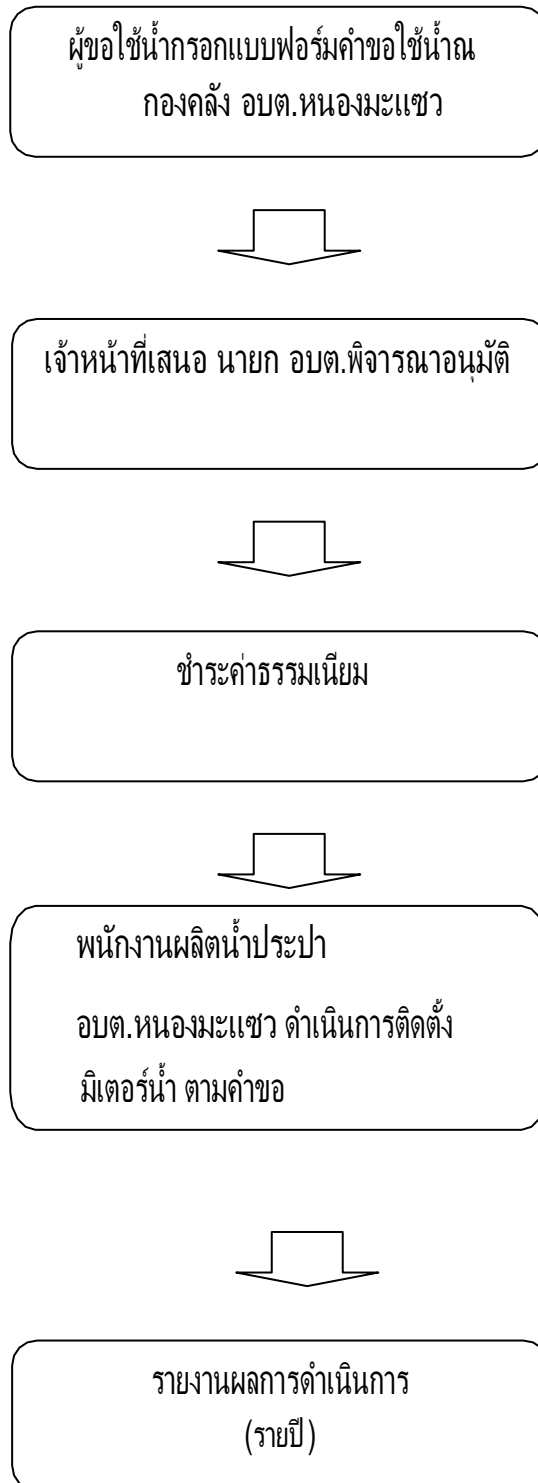 ผู้ขอใช้น้ำกรอกแบบฟอร์มคำขอใช้น้ำณ
กองคลัง อบต.หนองมะแซว
เจ้าหน้าที่เสนอ นายก อบต.พิจารณาอนุมัติ
ชำระค่าธรรมเนียม
พนักงานผลิตน้ำประปา
อบต.หนองมะแซว ดำเนินการติดตั้ง
มิเตอร์น้ำ ตามคำขอ
รายงานผลการดำเนินการ
(รายปี)